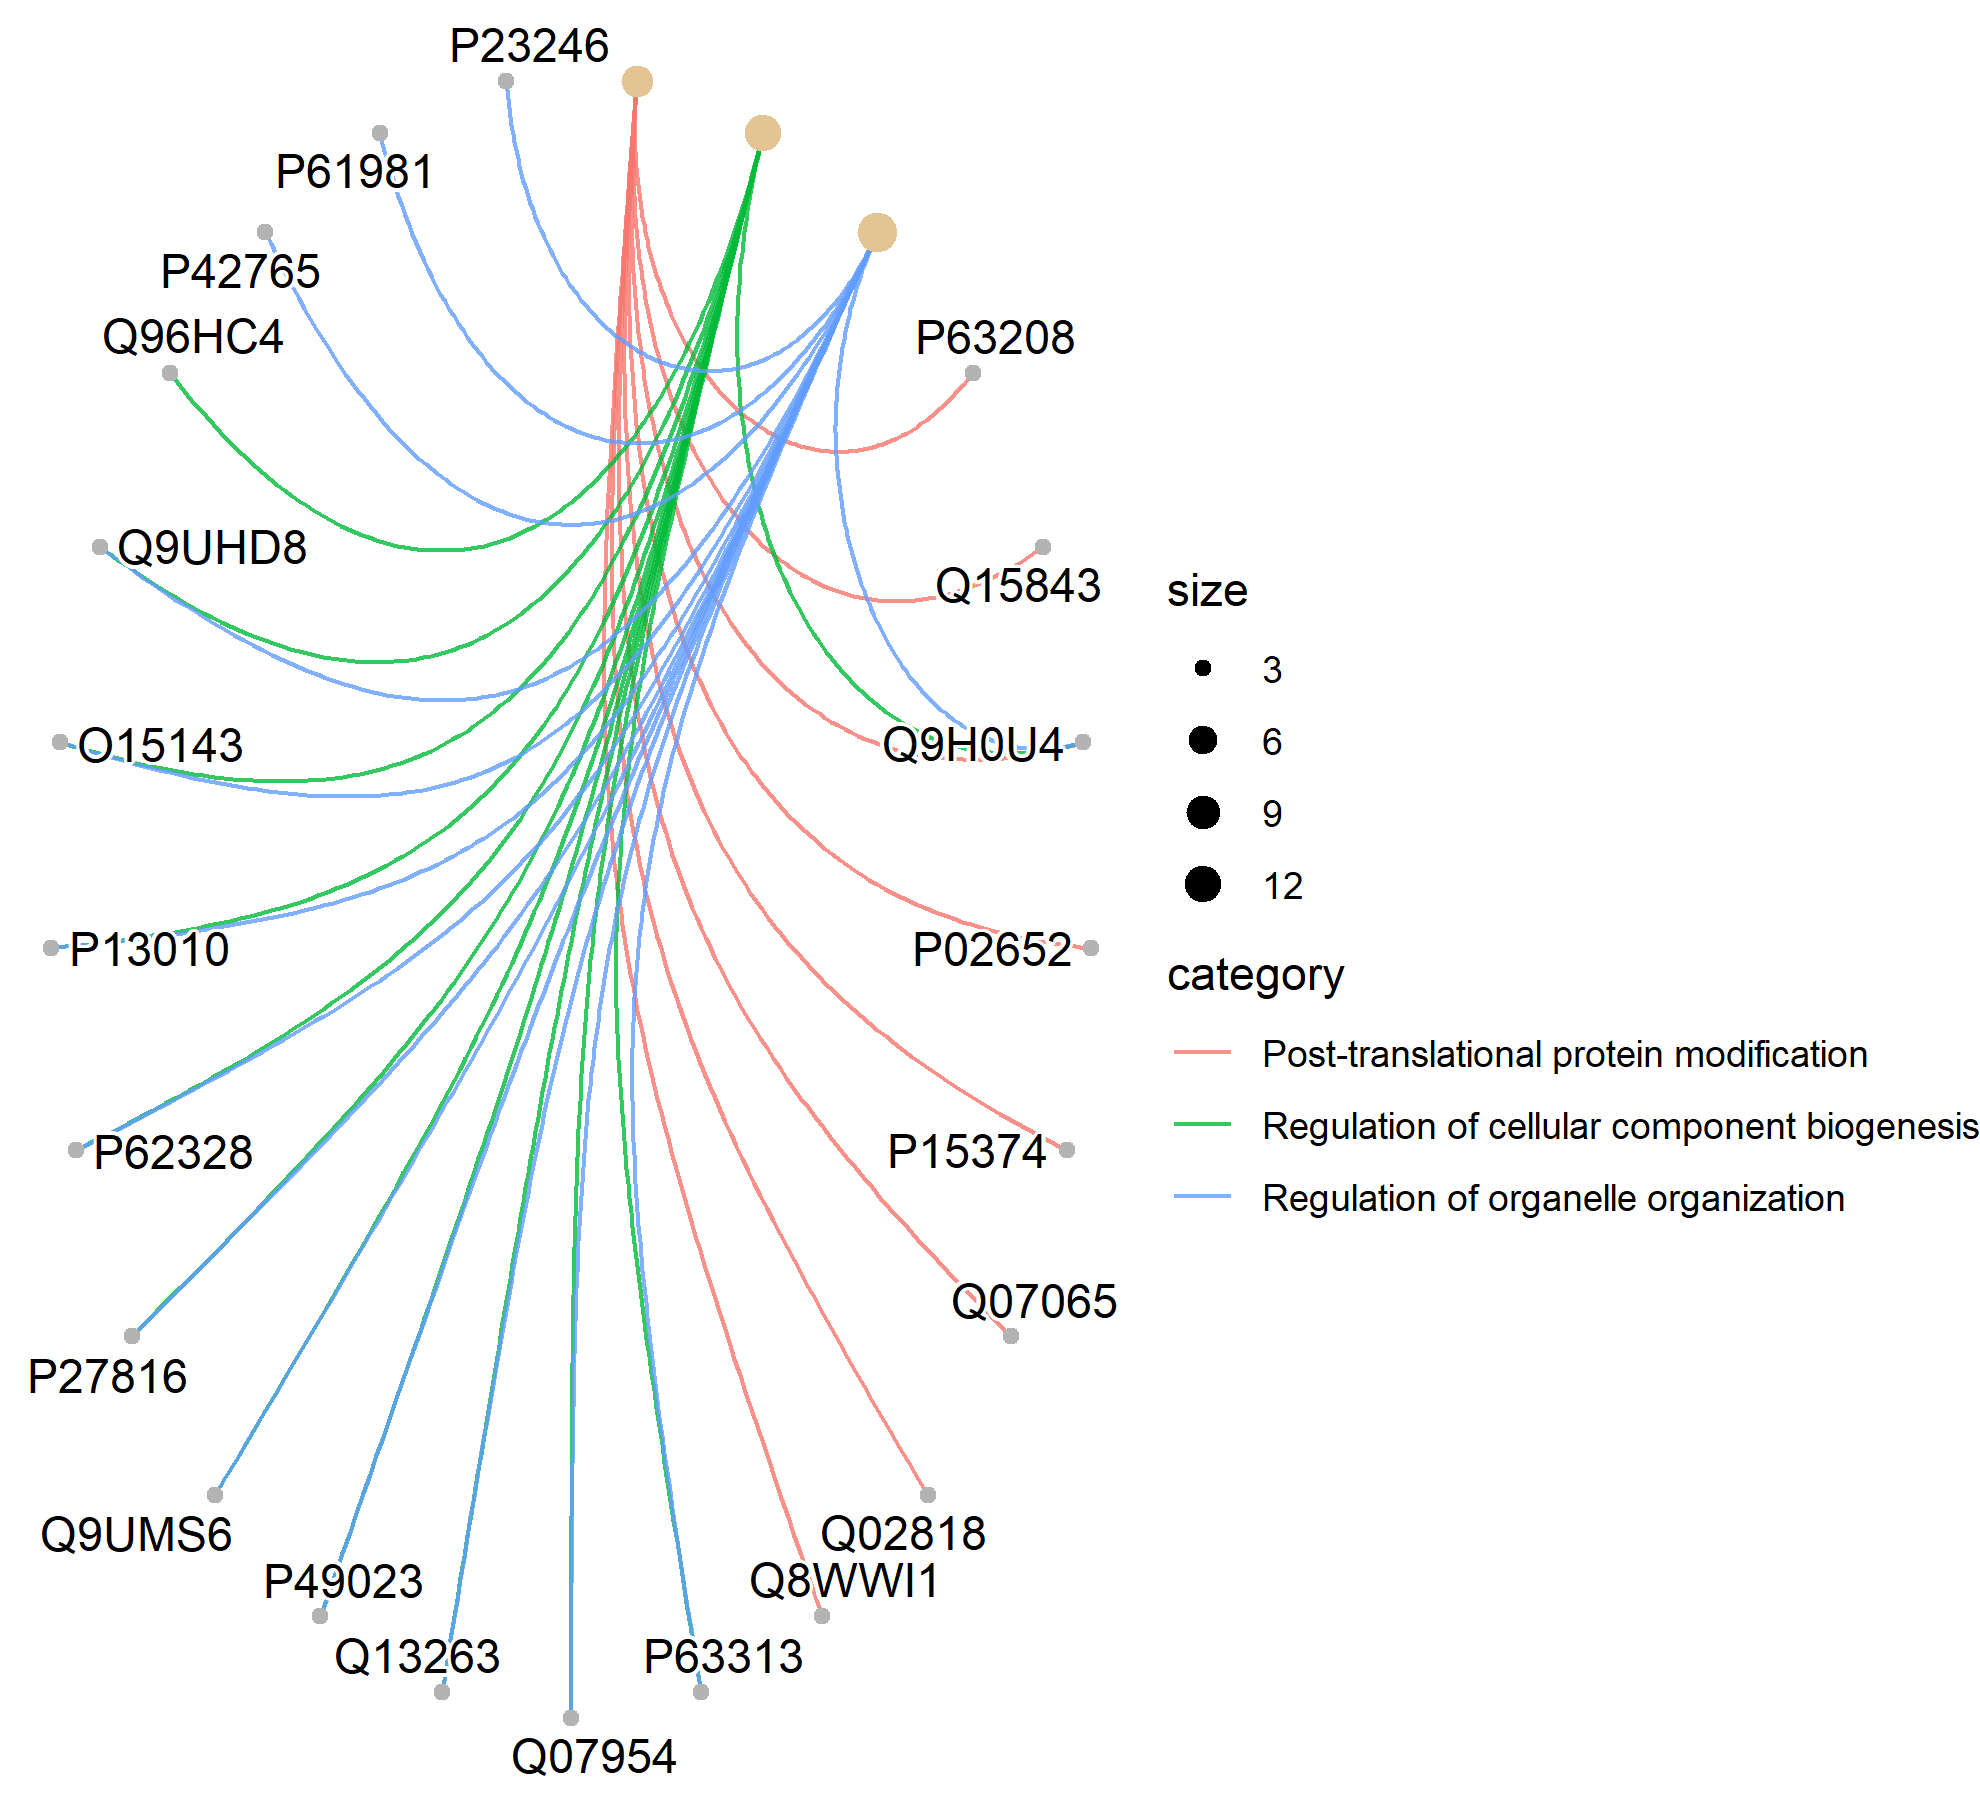 P23246
P61981
P42765
Q96HC4
P63208
Q9UHD8
Q15843
O15143
Q9H0U4
P13010
P02652
P62328
P15374
Q07065
P27816
Q9UMS6
Q02818
P49023
Q8WWI1
Q13263
P63313
Q07954
size
3
6
9
12
category
Post-translational protein modification
Regulation of cellular component biogenesis
Regulation of organelle organization